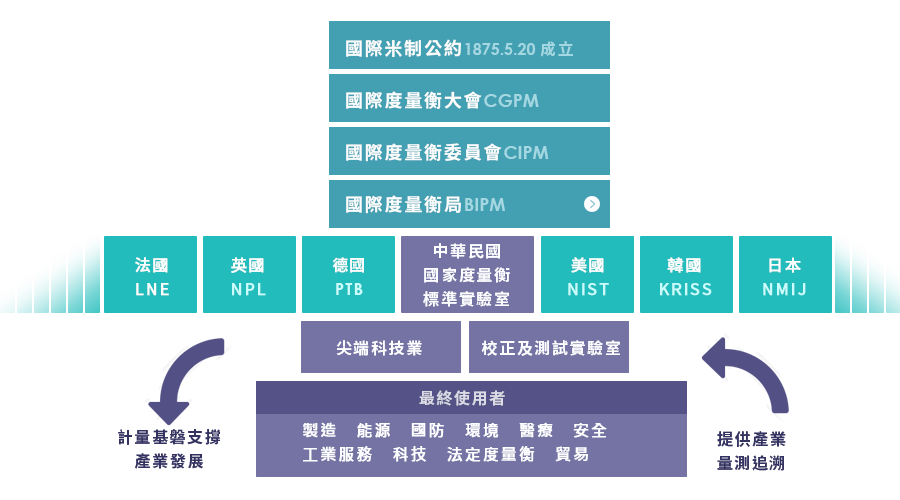 國際米制公約1875.5.20 成立
國際度量衡大會CGPM
國際度量衡委員會CIPM
國際度量衡局BIPM
法國
LNE
英國
NPL
德國
PTB
中華民國
國家度量衡
標準實驗室
美國
NIST
韓國
KRISS
日本
NMIJ
尖端科技業
校正及測試實驗室
最終使用者
製造 能源 國防 環境 醫療 安全
工業服務 科技 法定度量衡 貿易
計量基磐支撐
產業發展
提供產業
量測追溯